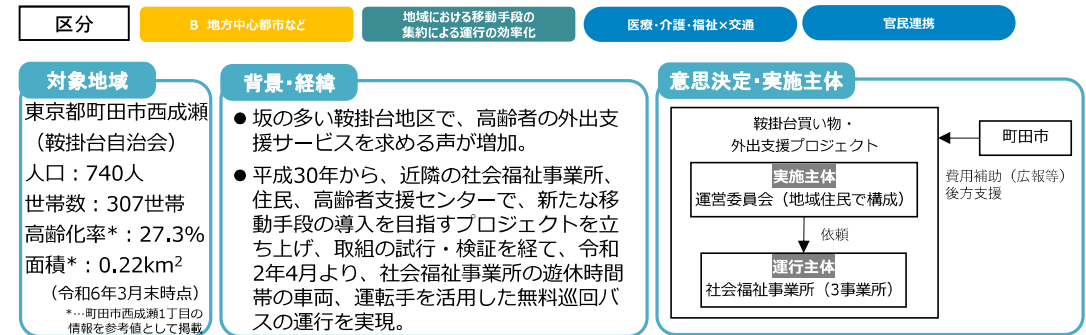 区分
B 地方中心都市など
地域における移動手段の
集約による運行の効率化
医療・介護・福祉×交通
官民連携
対象地域
東京都町田市西成瀬
（鞍掛台自治会）
人口：740人
世帯数：307世帯
高齢化率*：27.3%
面積*：0.22km²
（令和6年3月末時点）
*…町田市西成瀬1丁目の
情報を参考値として掲載
背景・経緯
● 坂の多い鞍掛台地区で、高齢者の外出支
援サービスを求める声が増加。
● 平成30年から、近隣の社会福祉事業所、
住民、高齢者支援センターで、新たな移
動手段の導入を目指すプロジェクトを立
ち上げ、取組の試行・検証を経て、令和
2年4月より、社会福祉事業所の遊休時間
帯の車両、運転手を活用した無料巡回バ
スの運行を実現。
意思決定・実施主体
鞍掛台買い物・
外出支援プロジェクト
実施主体
運営委員会（地域住民で構成）
依頼
運行主体
社会福祉事業所（3事業所）
町田市
費用補助（広報等）
後方支援